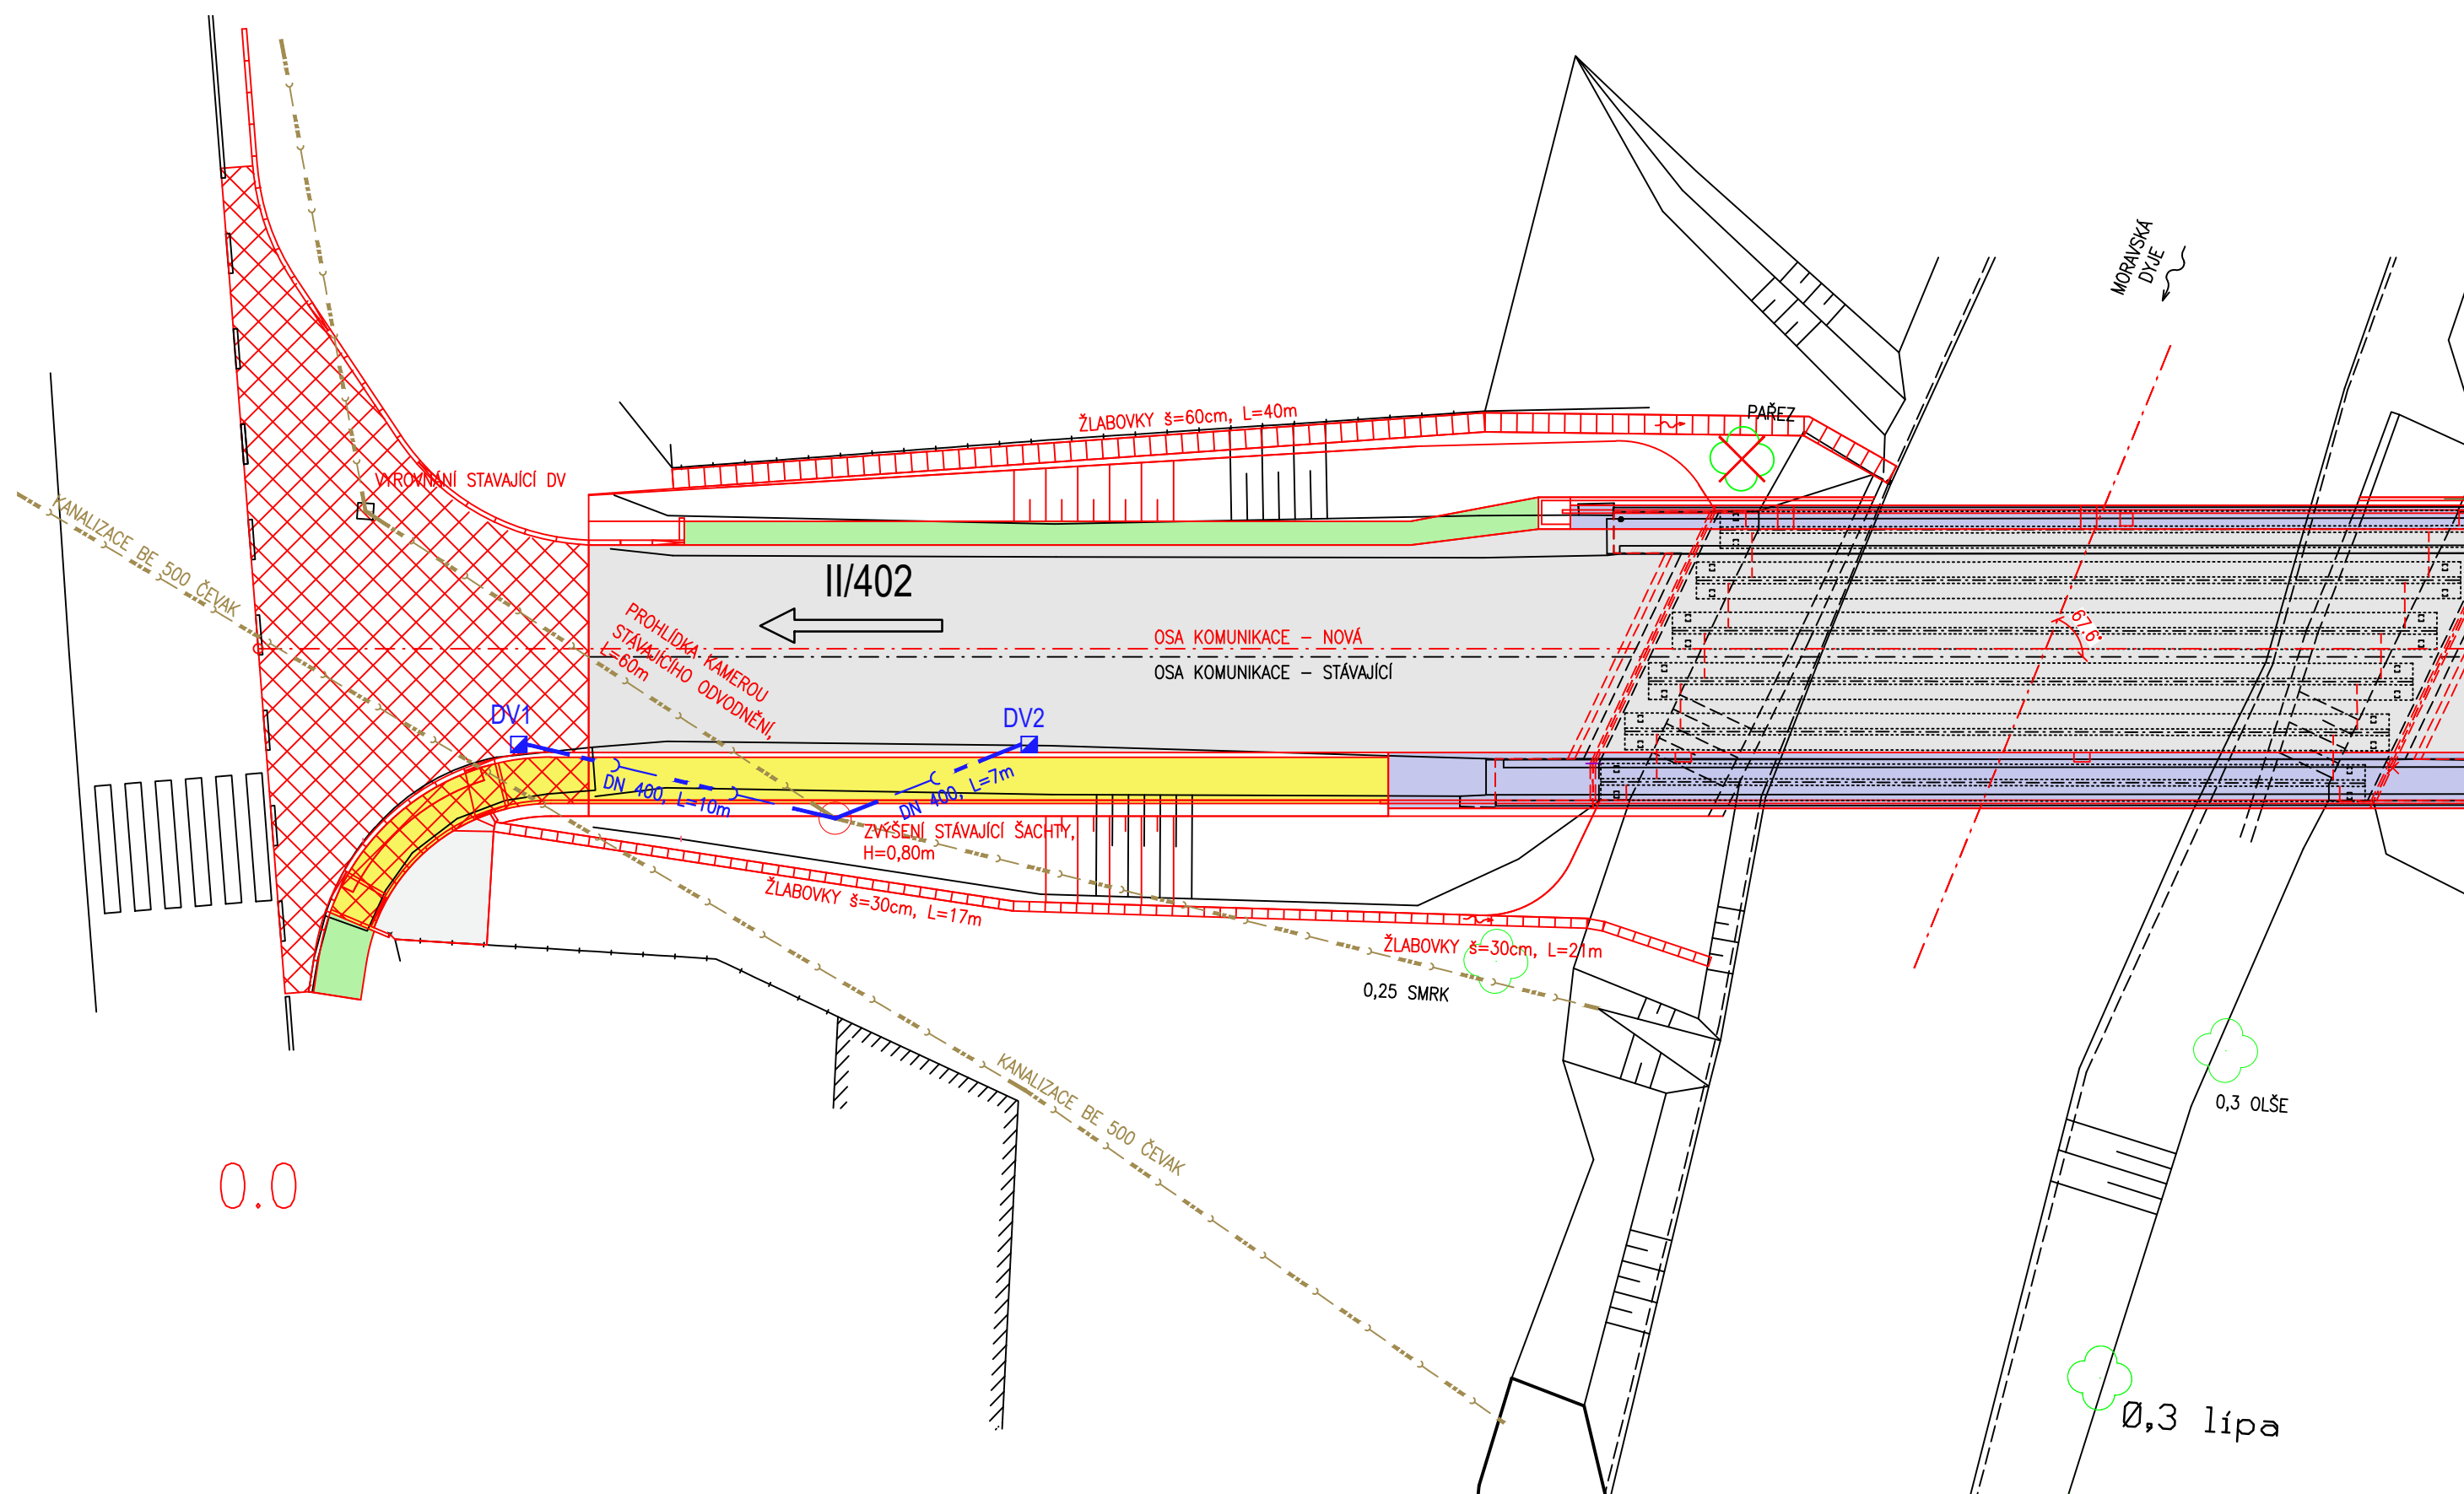 MORAVSKÁ
DYJE
ŽLABOVKY š=60cm, L=40m
PAŘEZ
VYROVNÁNÍ STAVAJÍCÍ DV
KANALIZACE BE 500 ČEVAK
II/402
PROHLÍDKA KAMEROU
STÁVAJÍCÍHO ODVODNĚNÍ,
L=60m
OSA KOMUNIKACE – NOVÁ
OSA KOMUNIKACE – STÁVAJÍCÍ
67.6°
DV1
DV2
DN 400, L=10m
DN 400, L=7m
ZVÝŠENÍ STÁVAJÍCÍ ŠACHTY,
H=0,80m
ŽLABOVKY š=30cm, L=17m
ŽLABOVKY š=30cm, L=21m
0,25 SMRK
KANALIZACE BE 500 ČEVAK
0,3 OLŠE
0.0
Ø,3 lípa